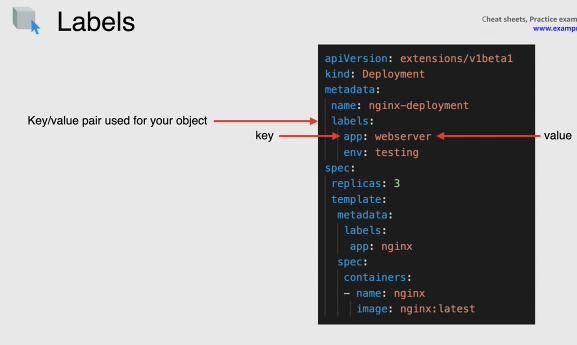 Labels
Cheat sheets, Practice exam
www.examp
Key/value pair used for your object
key
value
apiVersion: extensions/v1beta1
kind: Deployment
metadata:
name: nginx-deployment
labels:
app: webserver
env: testing
spec:
replicas: 3
template:
metadata:
labels:
app: nginx
spec:
containers:
- name: nginx
image: nginx:latest